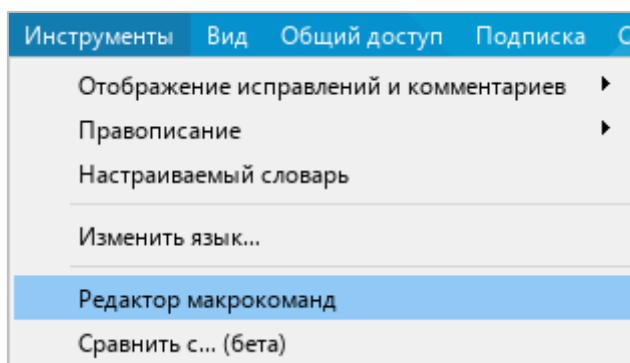 Инструменты Вид Общий доступ Подписка
Отображение исправлений и комментариев
Правописание
Настраиваемый словарь
Изменить язык...
Редактор макрокоманд
Сравнить с... (бета)